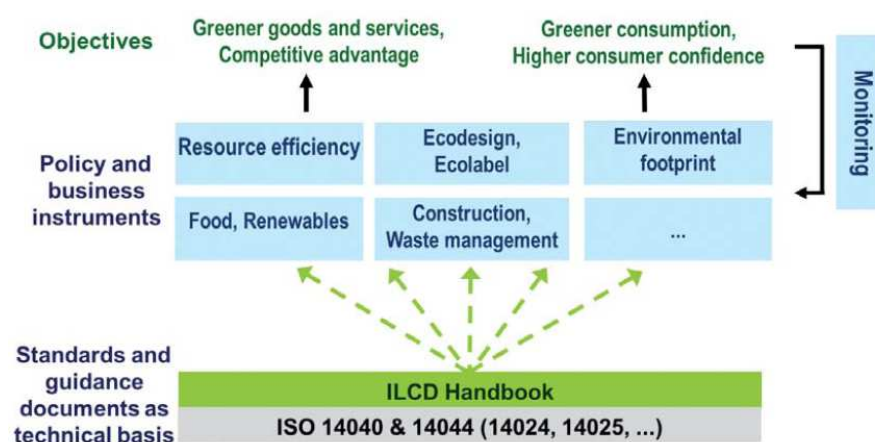 Objectives
Greener goods and services,
Competitive advantage
Greener consumption,
Higher consumer confidence
Monitoring
Policy and
business
instruments
Resource efficiency
Ecodesign,
Ecolabel
Environmental
footprint
Food, Renewables
Construction,
Waste management
...
Standards and
guidance
documents as
technical basis
ILCD Handbook
ISO 14040 & 14044 (14024, 14025, ...)